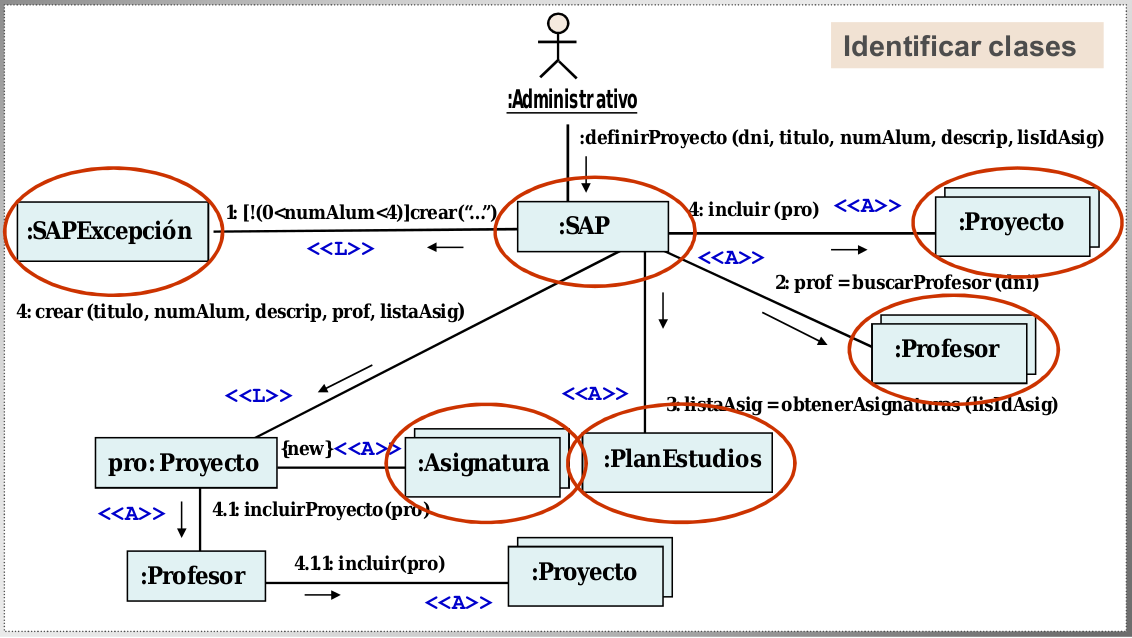 Identificar clases
:Administrativo
:definirProyecto (dni, titulo, numAlum, descrip, lisIdAsig)
:SAPExcepción
1: [!(0<numAlum<4)]crear(“...”)
<<L>>
:SAP
4: incluir (pro)
<<A>>
:Proyecto
<<A>>
2: prof = buscarProfesor (dni)
:Profesor
4: crear (titulo, numAlum, descrip, prof, listaAsig)
<<L>>
<<A>>
3: listaAsig = obtenerAsignaturas (lisIdAsig)
pro: Proyecto
{new}<<A>>
:Asignatura
:PlanEstudios
<<A>>
4.1: incluirProyecto(pro)
:Profesor
4.1.1: incluir(pro)
<<A>>
:Proyecto